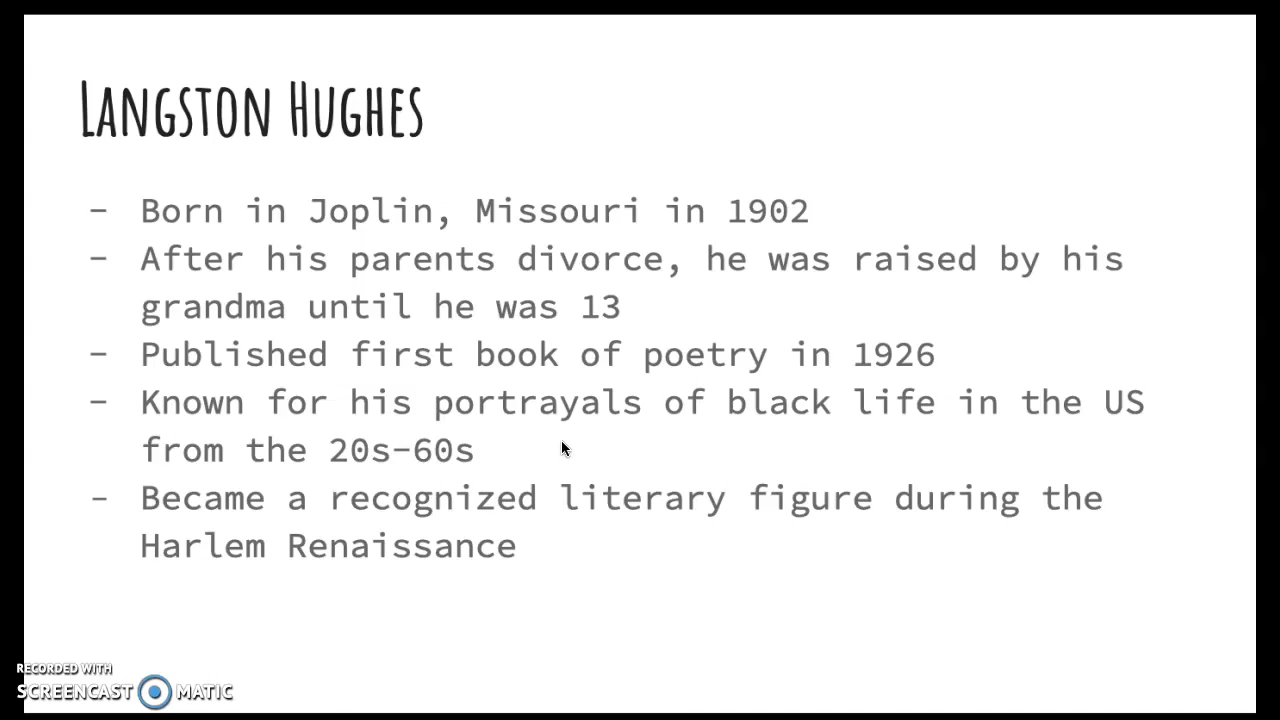 Langston Hughes
- Born in Joplin, Missouri in 1902
- After his parents divorce, he was raised by his
grandma until he was 13
- Published first book of poetry in 1926
- Known for his portrayals of black life in the US
from the 20s-60s
- Became a recognized literary figure during the
Harlem Renaissance
RECORDED WITH
SCREENCAST MATIC